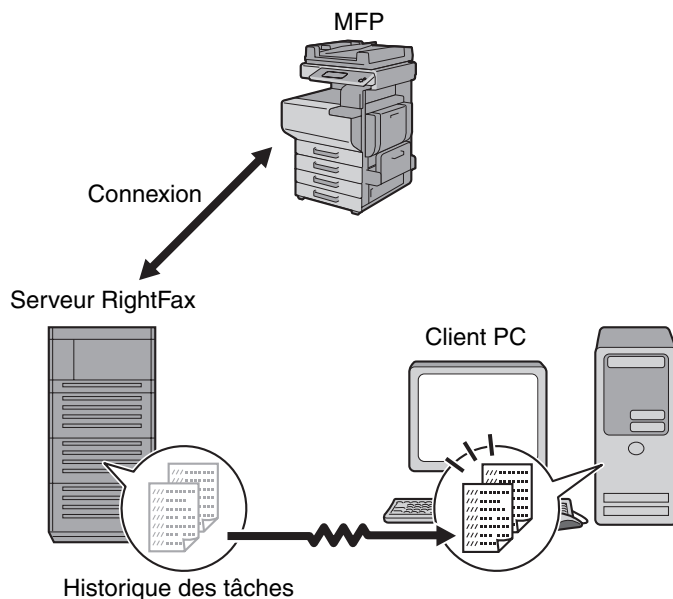 MFP
Connexion
Serveur RightFax
Client PC
Historique des tâches